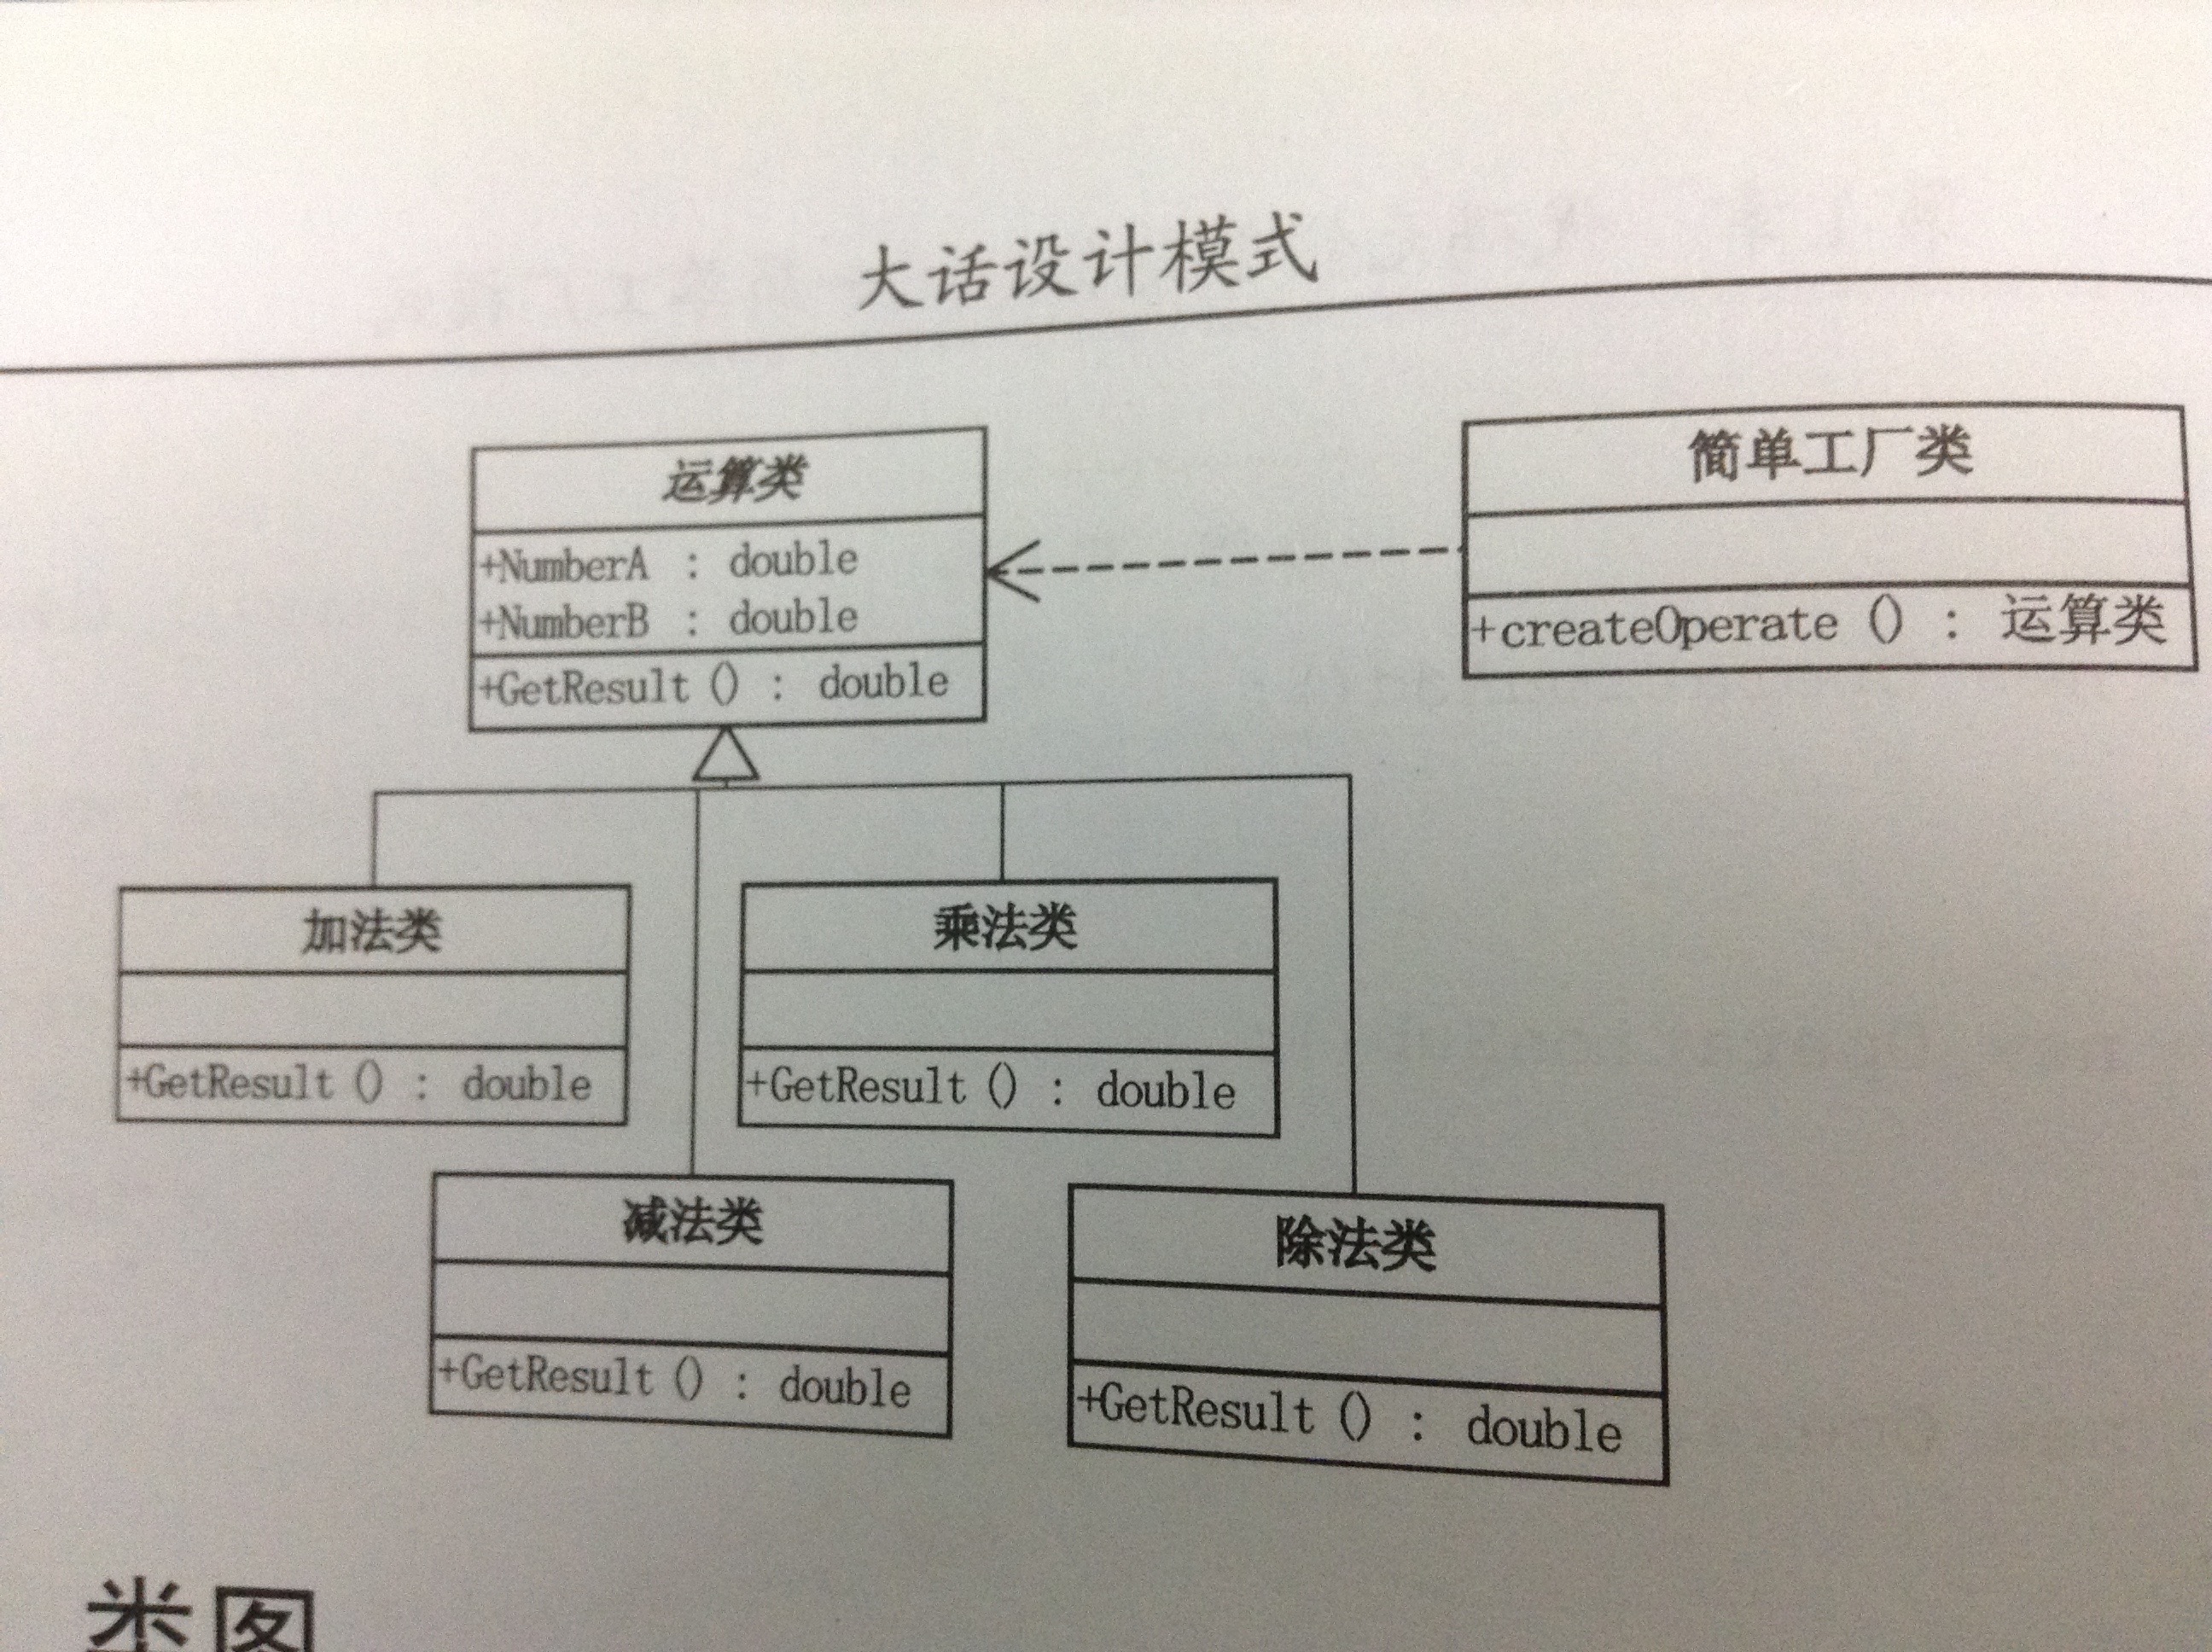 大话设计模式
运算类
+NumberA : double
+NumberB : double
+GetResult () : double
简单工厂类
+createOperate () : 运算类
加法类
+GetResult () : double
乘法类
+GetResult () : double
减法类
+GetResult () : double
除法类
+GetResult () : double
类图